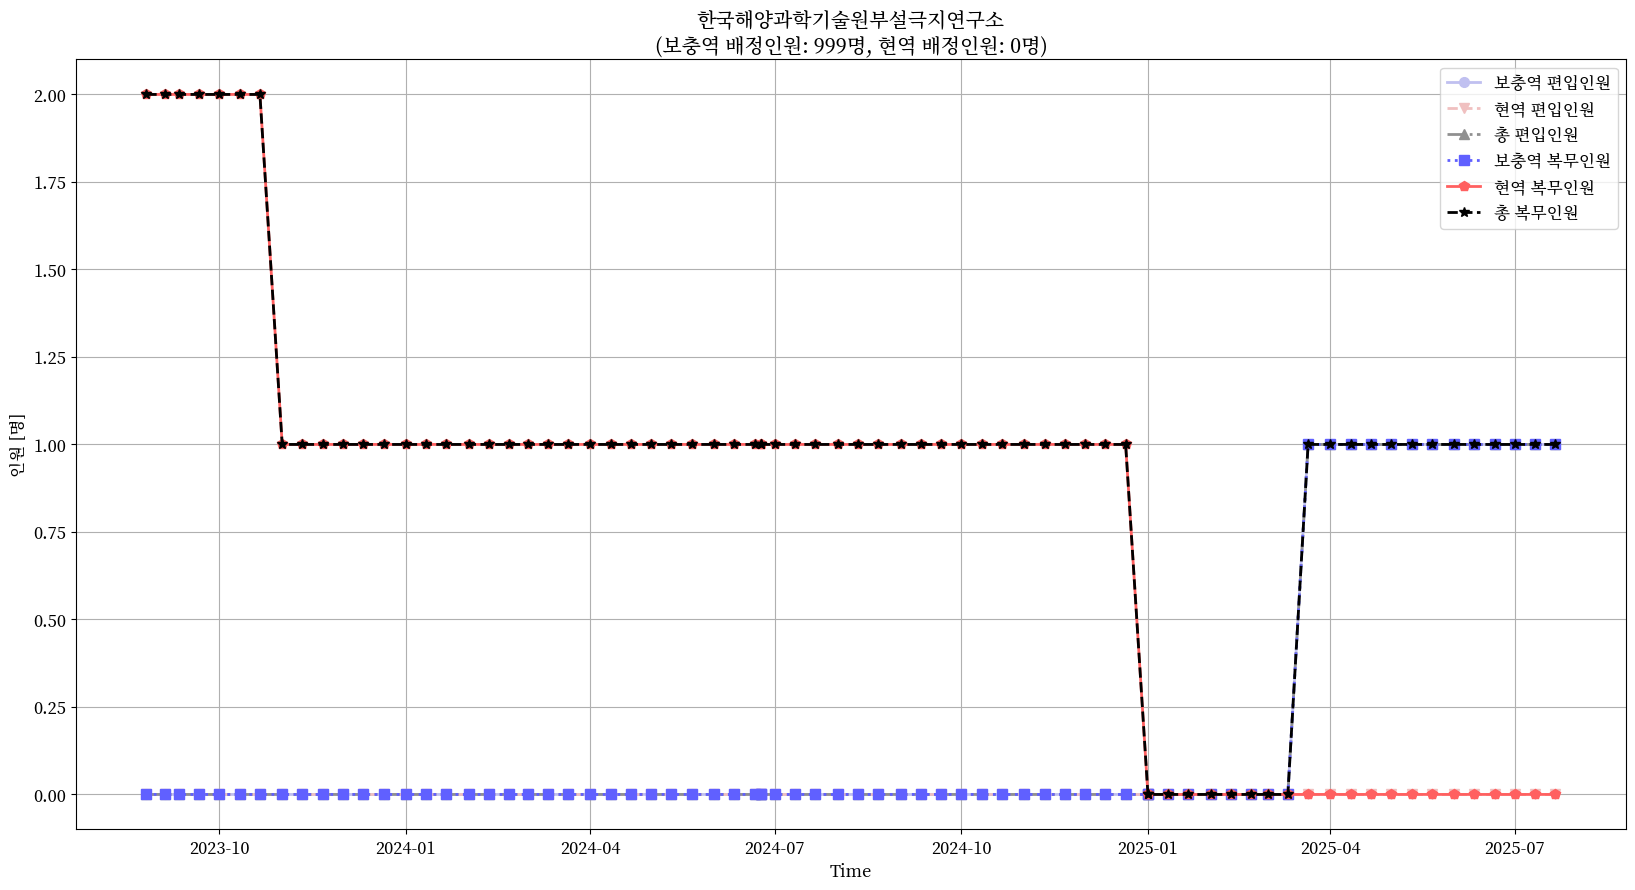 한국해양과학기술원부설극지연구소
(보충역 배정인원: 999명, 현역 배정인원: 0명)
보충역 편입인원
현역 편입인원
총 편입인원
보충역 복무인원
현역 복무인원
총 복무인원
2.00
1.75
1.50
1.25
1.00
0.75
0.50
0.25
0.00
인원 [명]
2023-10
2024-01
2024-04
2024-07
2024-10
2025-01
2025-04
2025-07
Time